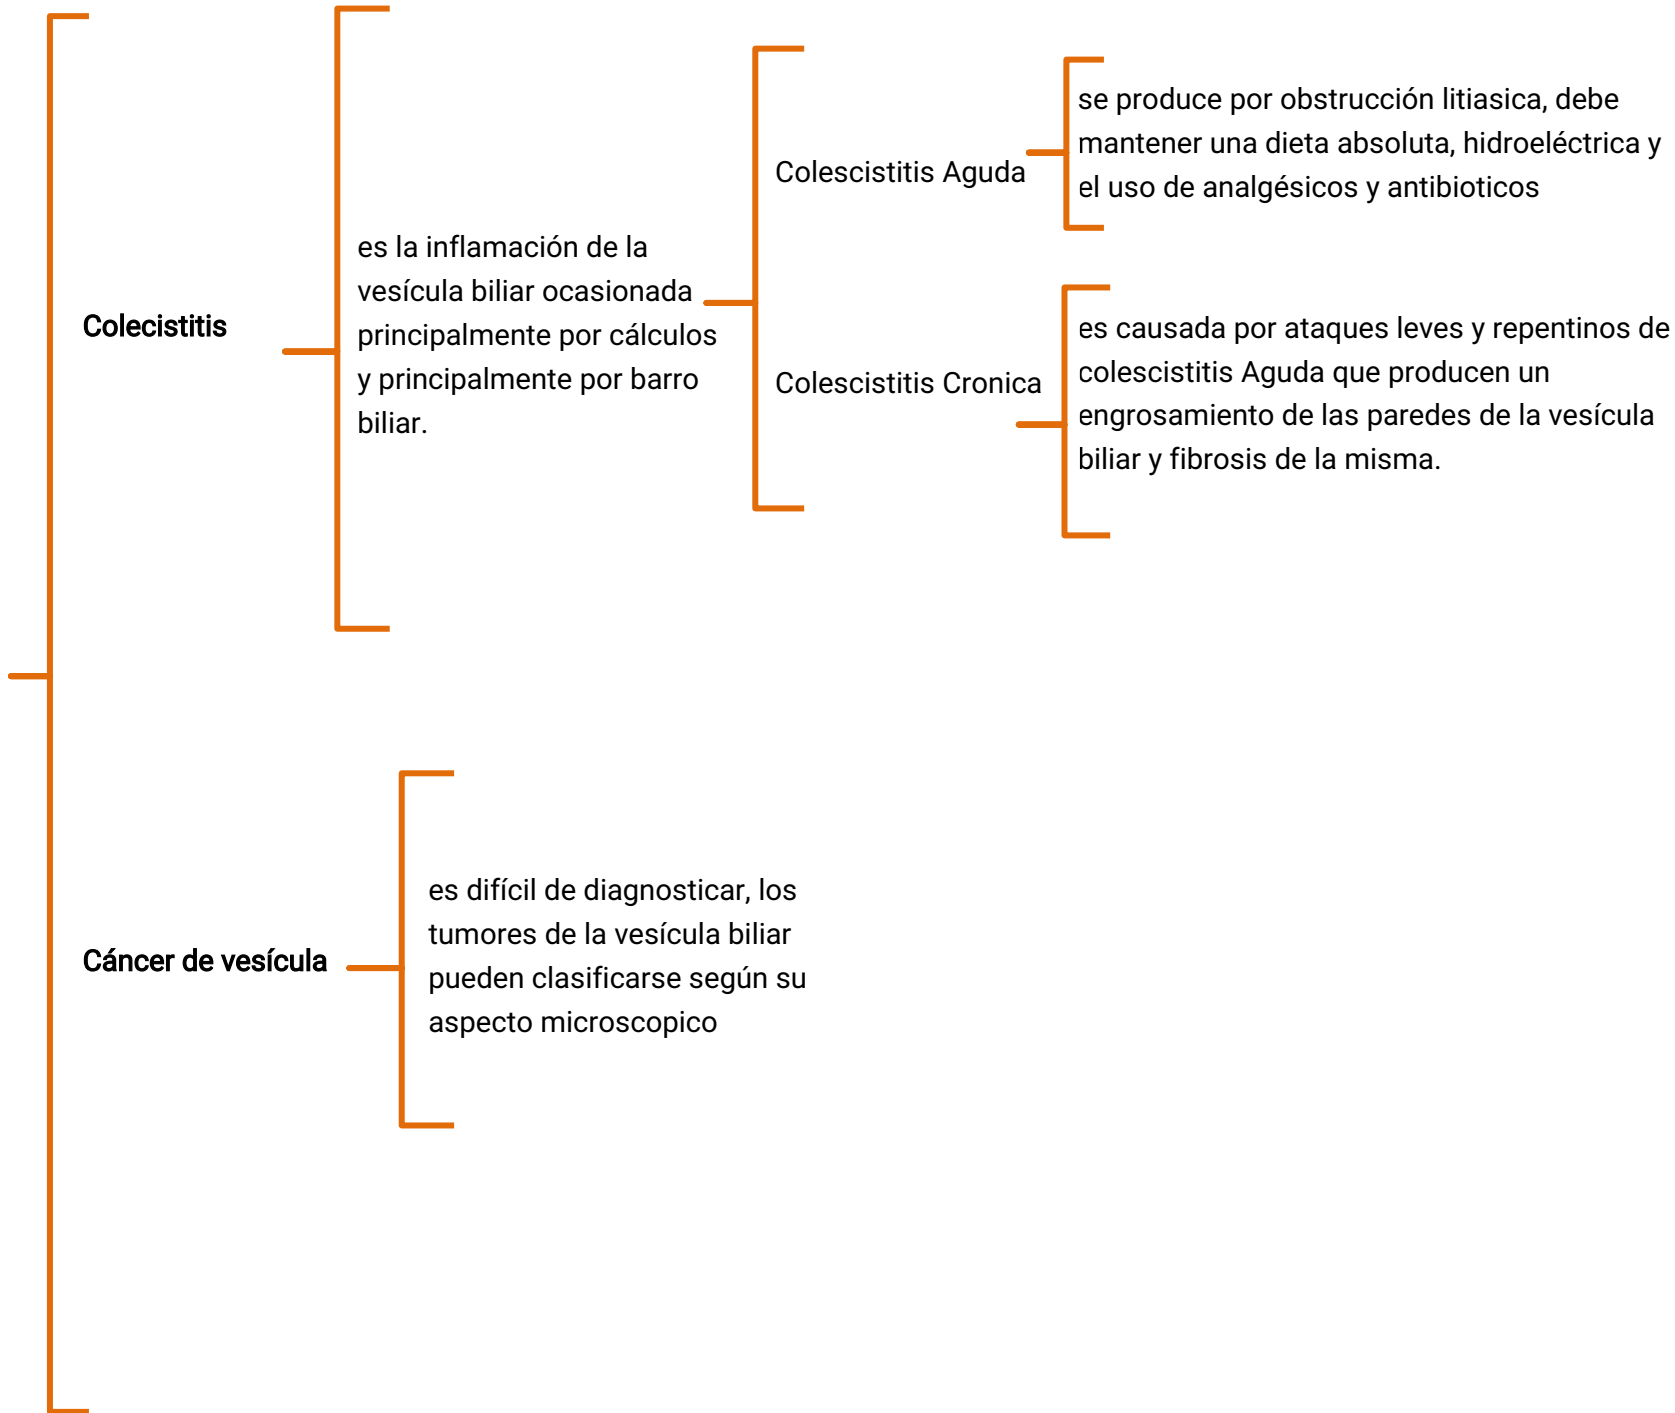 Colecistitis
es la inflamación de la
vesícula biliar ocasionada
principalmente por cálculos
y principalmente por barro
biliar.
Colescistitis Aguda
se produce por obstrucción litiasica, debe
mantener una dieta absoluta, hidroeléctrica y
el uso de analgésicos y antibioticos
Colescistitis Cronica
es causada por ataques leves y repentinos de
colescistitis Aguda que producen un
engrosamiento de las paredes de la vesícula
biliar y fibrosis de la misma.
Cáncer de vesícula
es difícil de diagnosticar, los
tumores de la vesícula biliar
pueden clasificarse según su
aspecto microscopico